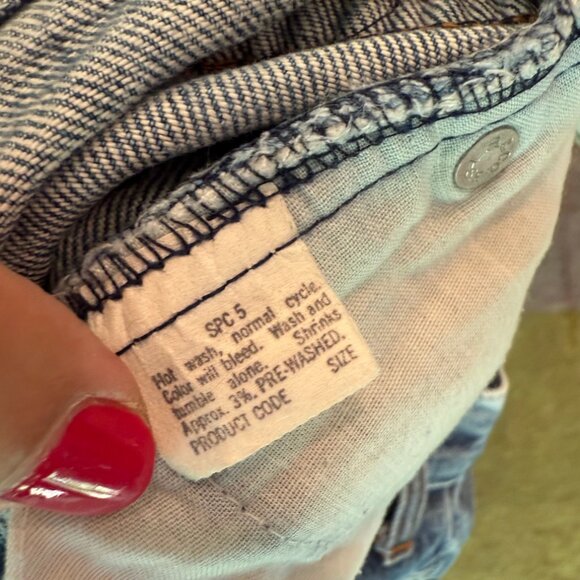 SPC 5
Hot wash, normal cycle.
Color will bleed. Wash and
tumble alone. Shrinks
Approx. 3%. PRE-WASHED.
PRODUCT CODE SIZE